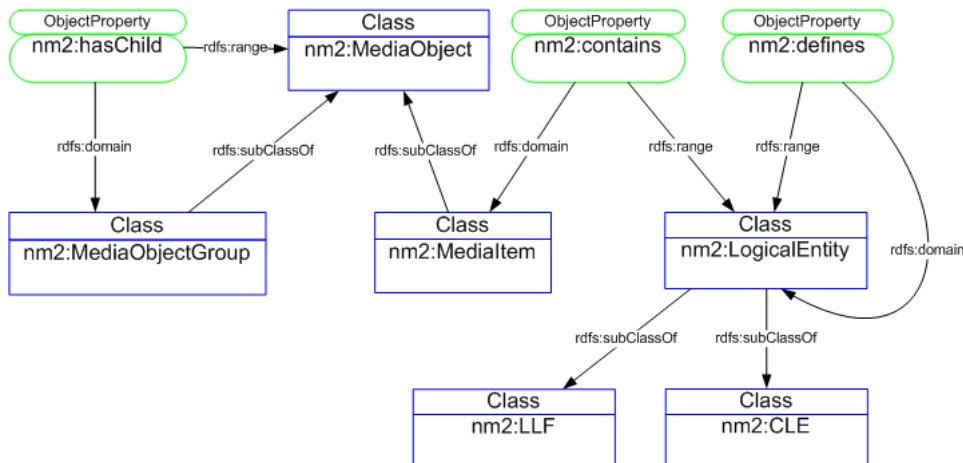 ObjectProperty
nm2:hasChild
rdfs:range
Class
nm2:MediaObject
ObjectProperty
nm2:contains
ObjectProperty
nm2:defines
rdfs:domain
rdfs:subClassOf
rdfs:subClassOf
rdfs:domain
rdfs:range
rdfs:range
rdfs:domain
Class
nm2:MediaObjectGroup
Class
nm2:MediaItem
Class
nm2:LogicalEntity
rdfs:subClassOf
rdfs:subClassOf
Class
nm2:LLF
Class
nm2:CLE